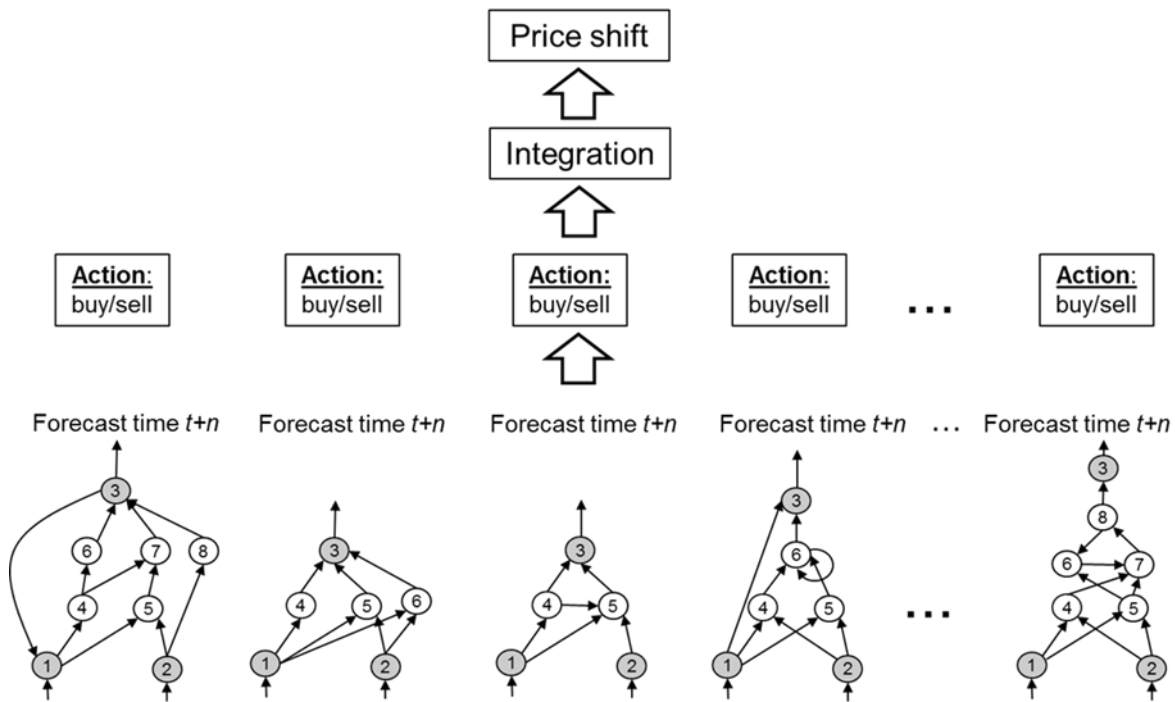 Price shift
Integration
Action: Action: Action: Action: Action:
buy/sell buy/sell buy/sell buy/sell ... buy/sell
Forecast time t+n Forecast time t+n Forecast time t+n Forecast time t+n ... Forecast time t+n
3
6 7 8
4 5
1 2
3
4 5 6
1 2
3
4 5
1 2
3
6
4 5
1 2
...
3
8
6 7
4 5
1 2